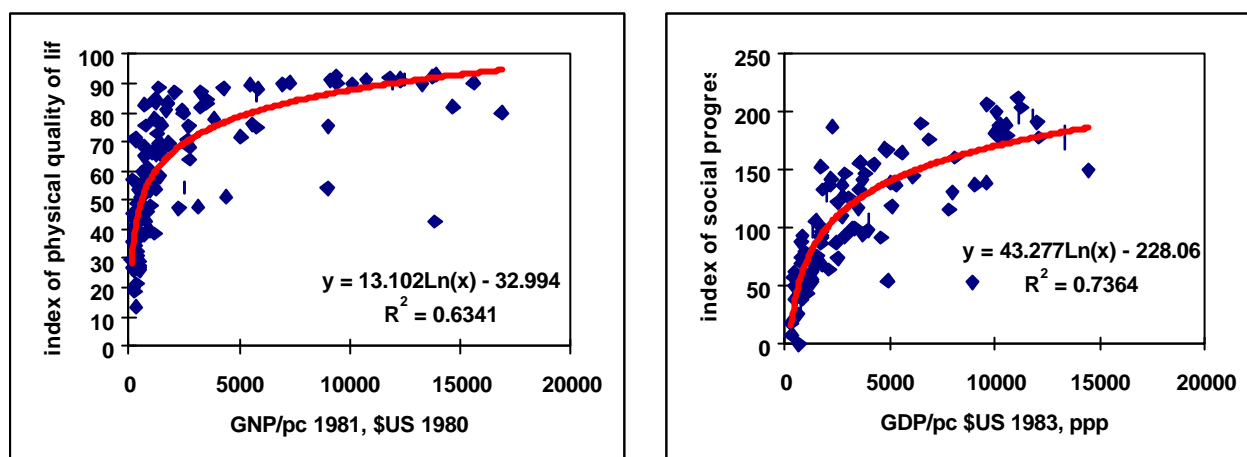 index of physical quality of lif
100
90
80
70
60
50
40
30
20
10
0
y = 13.102Ln(x) - 32.994
R² = 0.6341
0 5000 10000 15000 20000
GNP/pc 1981, $US 1980
index of social progres
250
200
150
100
50
0
y = 43.277Ln(x) - 228.06
R² = 0.7364
0 5000 10000 15000 20000
GDP/pc $US 1983, ppp